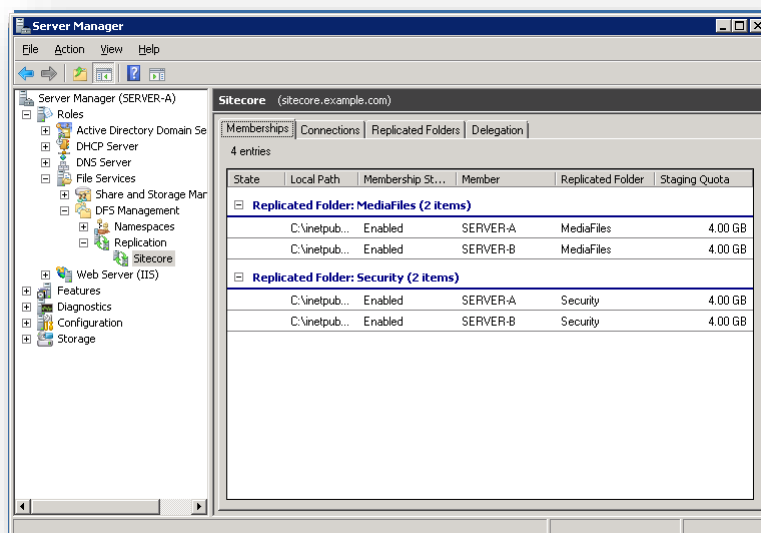 Server Manager
File Action View Help
Server Manager (SERVER-A)
Roles
Active Directory Domain Se
DHCP Server
DNS Server
File Services
Share and Storage Mar
DFS Management
Namespaces
Replication
Sitecore
Web Server (IIS)
Features
Diagnostics
Configuration
Storage
Sitecore (sitecore.example.com)
Memberships Connections Replicated Folders Delegation
4 entries
State Local Path Membership St... Member Replicated Folder Staging Quota
Replicated Folder: MediaFiles (2 items)
C:\inetpub... Enabled SERVER-A MediaFiles 4.00 GB
C:\inetpub... Enabled SERVER-B MediaFiles 4.00 GB
Replicated Folder: Security (2 items)
C:\inetpub... Enabled SERVER-A Security 4.00 GB
C:\inetpub... Enabled SERVER-B Security 4.00 GB